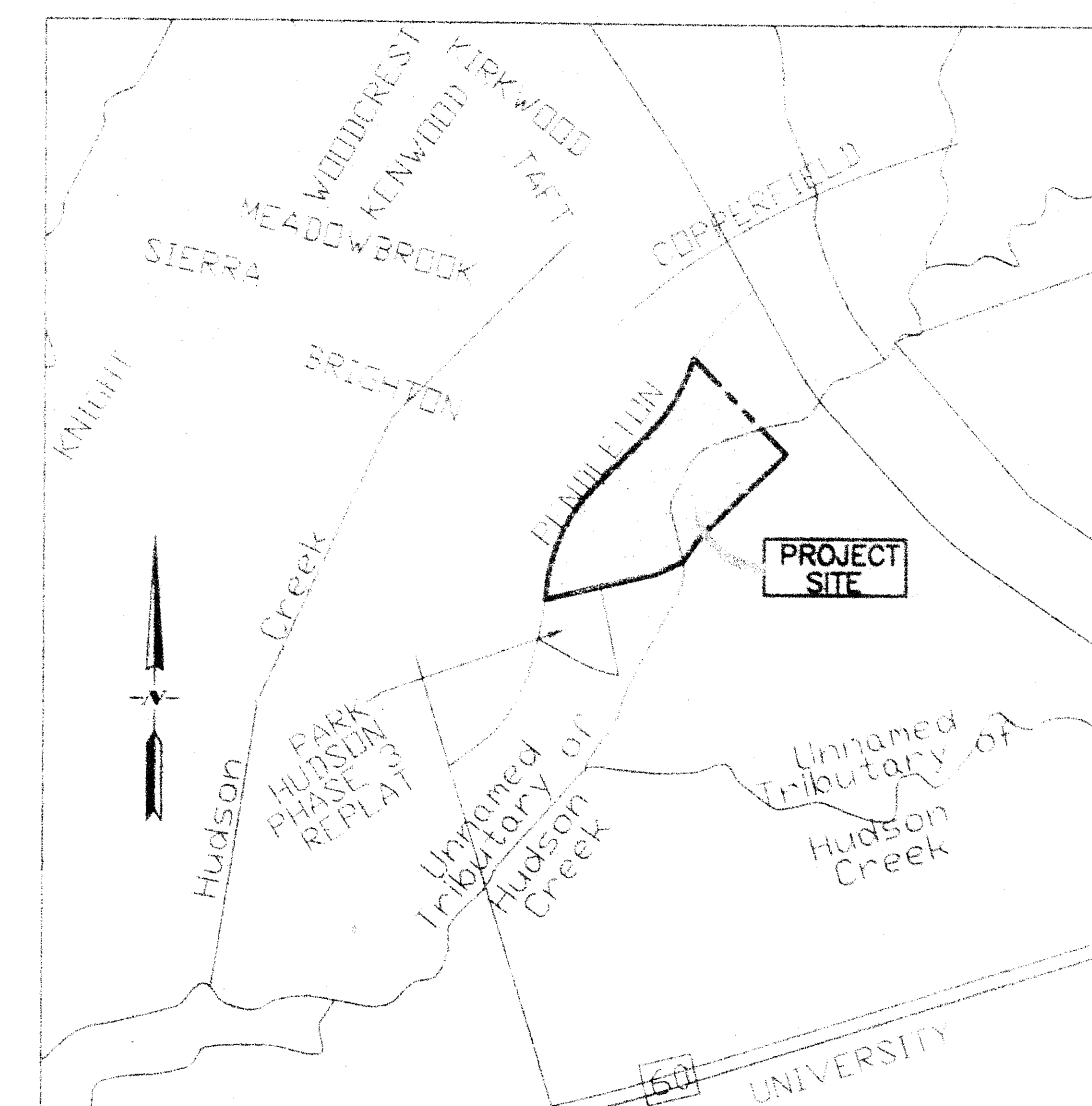 WOODCREST
KIRKWOOD
KENWOOD
TAFT
MEADOWBROOK
SIERRA
COPPERFIELD
KNIGHT
BRIGHTON
PENDLETON
PROJECT
SITE
Hudson Creek
N
PARK
HUDSON
PHASE 3
REPLAT
Unnamed
Tributary of
Hudson
Creek
Unnamed
Tributary of
Hudson
Creek
60
UNIVERSITY